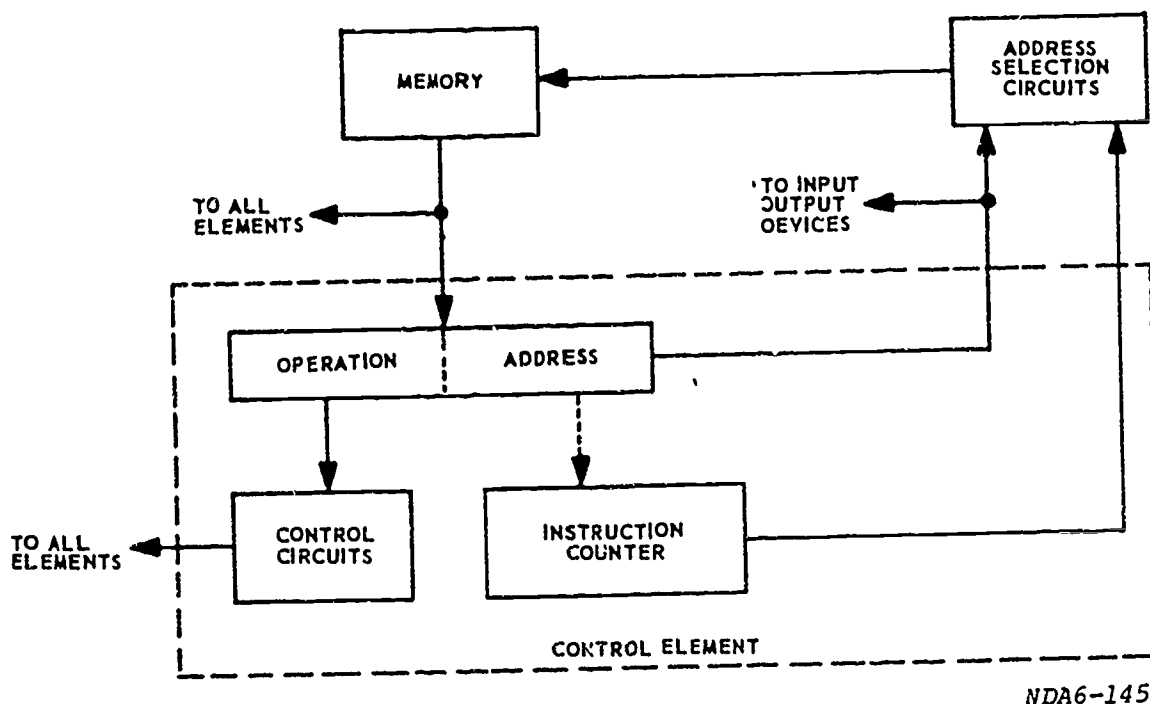 MEMORY
ADDRESS
SELECTION
CIRCUITS
TO ALL
ELEMENTS
TO INPUT
OUTPUT
DEVICES
OPERATION
ADDRESS
CONTROL
CIRCUITS
INSTRUCTION
COUNTER
TO ALL
ELEMENTS
CONTROL ELEMENT
NDA6-145